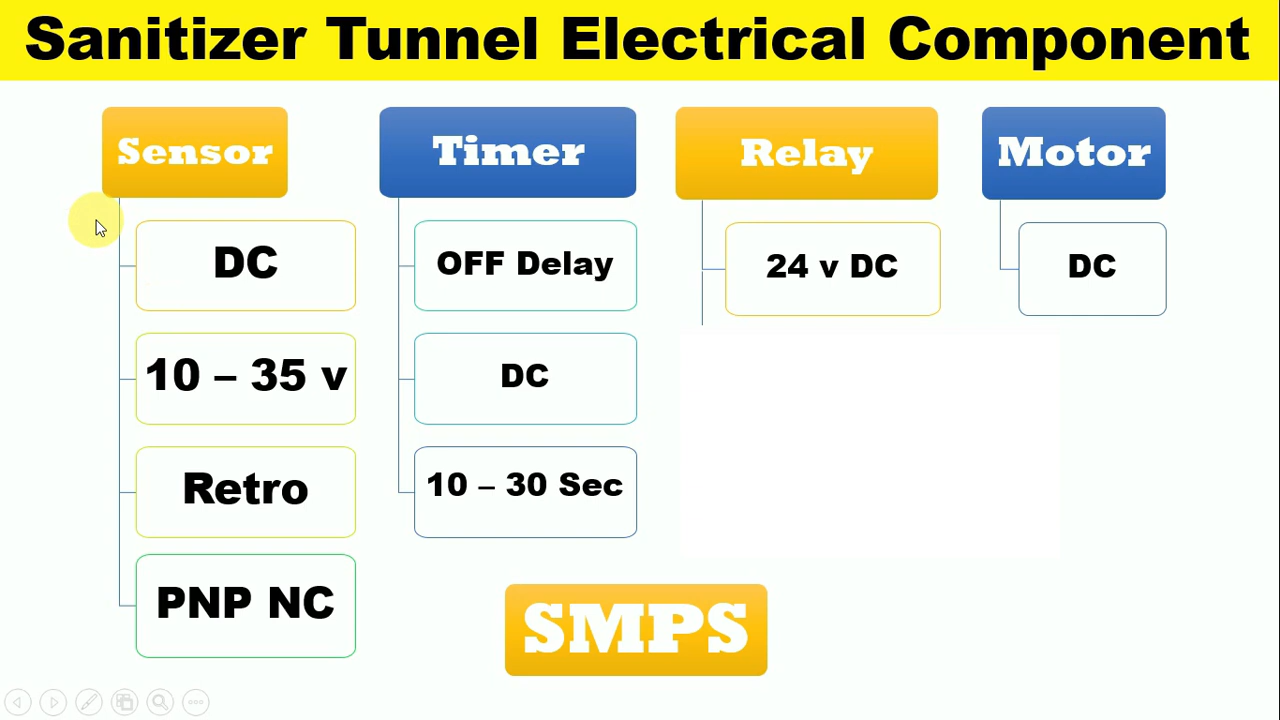 Sanitizer Tunnel Electrical Component
Sensor
DC
10 – 35 v
Retro
PNP NC
Timer
OFF Delay
DC
10 – 30 Sec
Relay
24 v DC
Motor
DC
SMPS